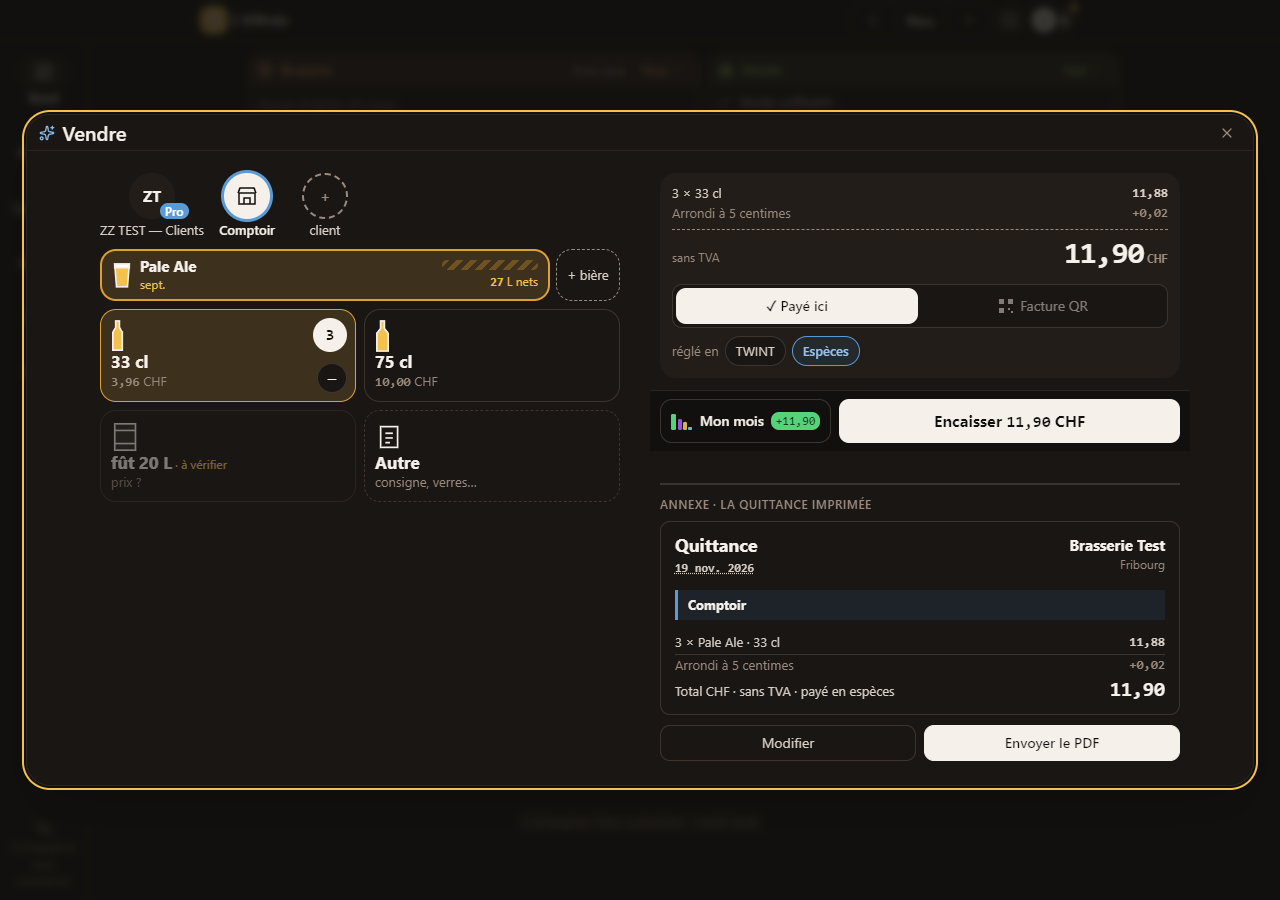 Vendre
ZT
Pro
ZZ TEST — Clients
Comptoir
+
client
Pale Ale
sept.
27 L nets
+ bière
33 cl
3,96 CHF
3
–
75 cl
10,00 CHF
fût 20 L · à vérifier
prix ?
Autre
consigne, verres…
3 × 33 cl 11,88
Arrondi à 5 centimes +0,02
sans TVA 11,90 CHF
✓ Payé ici
Facture QR
réglé en TWINT Espèces
Mon mois +11,90
Encaisser 11,90 CHF
ANNEXE · LA QUITTANCE IMPRIMÉE
Quittance Brasserie Test
19 nov. 2026 Fribourg
Comptoir
3 × Pale Ale · 33 cl 11,88
Arrondi à 5 centimes +0,02
Total CHF · sans TVA · payé en espèces 11,90
Modifier
Envoyer le PDF